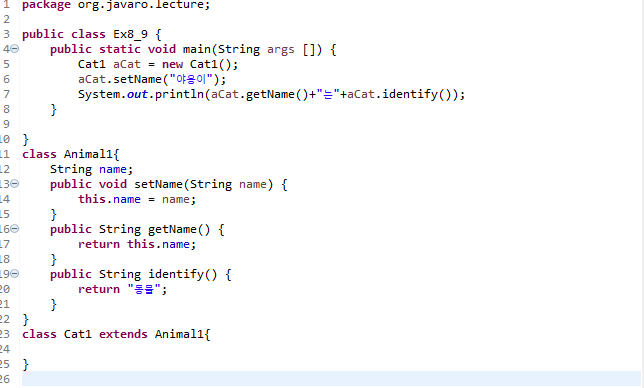 1 package org.javaro.lecture;
2
3 public class Ex8_9 {
4 public static void main(String args []) {
5 Cat1 aCat = new Cat1();
6 aCat.setName("야옹이");
7 System.out.println(aCat.getName()+"는"+aCat.identify());
8 }
9
10 }
11 class Animal1{
12 String name;
13 public void setName(String name) {
14 this.name = name;
15 }
16 public String getName() {
17 return this.name;
18 }
19 public String identify() {
20 return "동물";
21 }
22 }
23 class Cat1 extends Animal1{
24
25 }
26